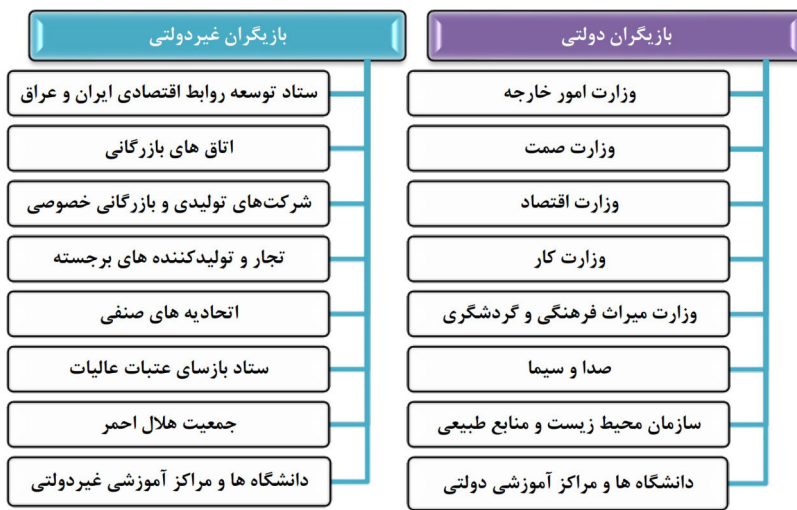 بازیگران دولتی
وزارت امور خارجه
وزارت صمت
وزارت اقتصاد
وزارت کار
وزارت میراث فرهنگی و گردشگری
صدا و سیما
سازمان محیط زیست و منابع طبیعی
دانشگاه ها و مراکز آموزشی دولتی
بازیگران غیردولتی
ستاد توسعه روابط اقتصادی ایران و عراق
اتاق های بازرگانی
شرکت‌های تولیدی و بازرگانی خصوصی
تجار و تولیدکننده های برجسته
اتحادیه های صنفی
ستاد بازسای عتبات عالیات
جمعیت هلال احمر
دانشگاه ها و مراکز آموزشی غیردولتی